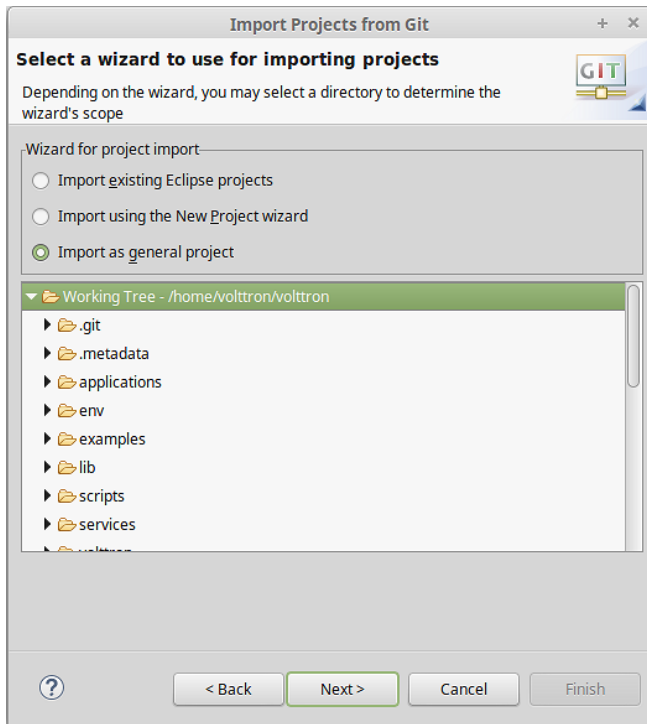 Import Projects from Git
Select a wizard to use for importing projects
Depending on the wizard, you may select a directory to determine the
wizard's scope
GIT
Wizard for project import
Import existing Eclipse projects
Import using the New Project wizard
Import as general project
Working Tree - /home/volttron/volttron
.git
.metadata
applications
env
examples
lib
scripts
services
< Back
Next >
Cancel
Finish